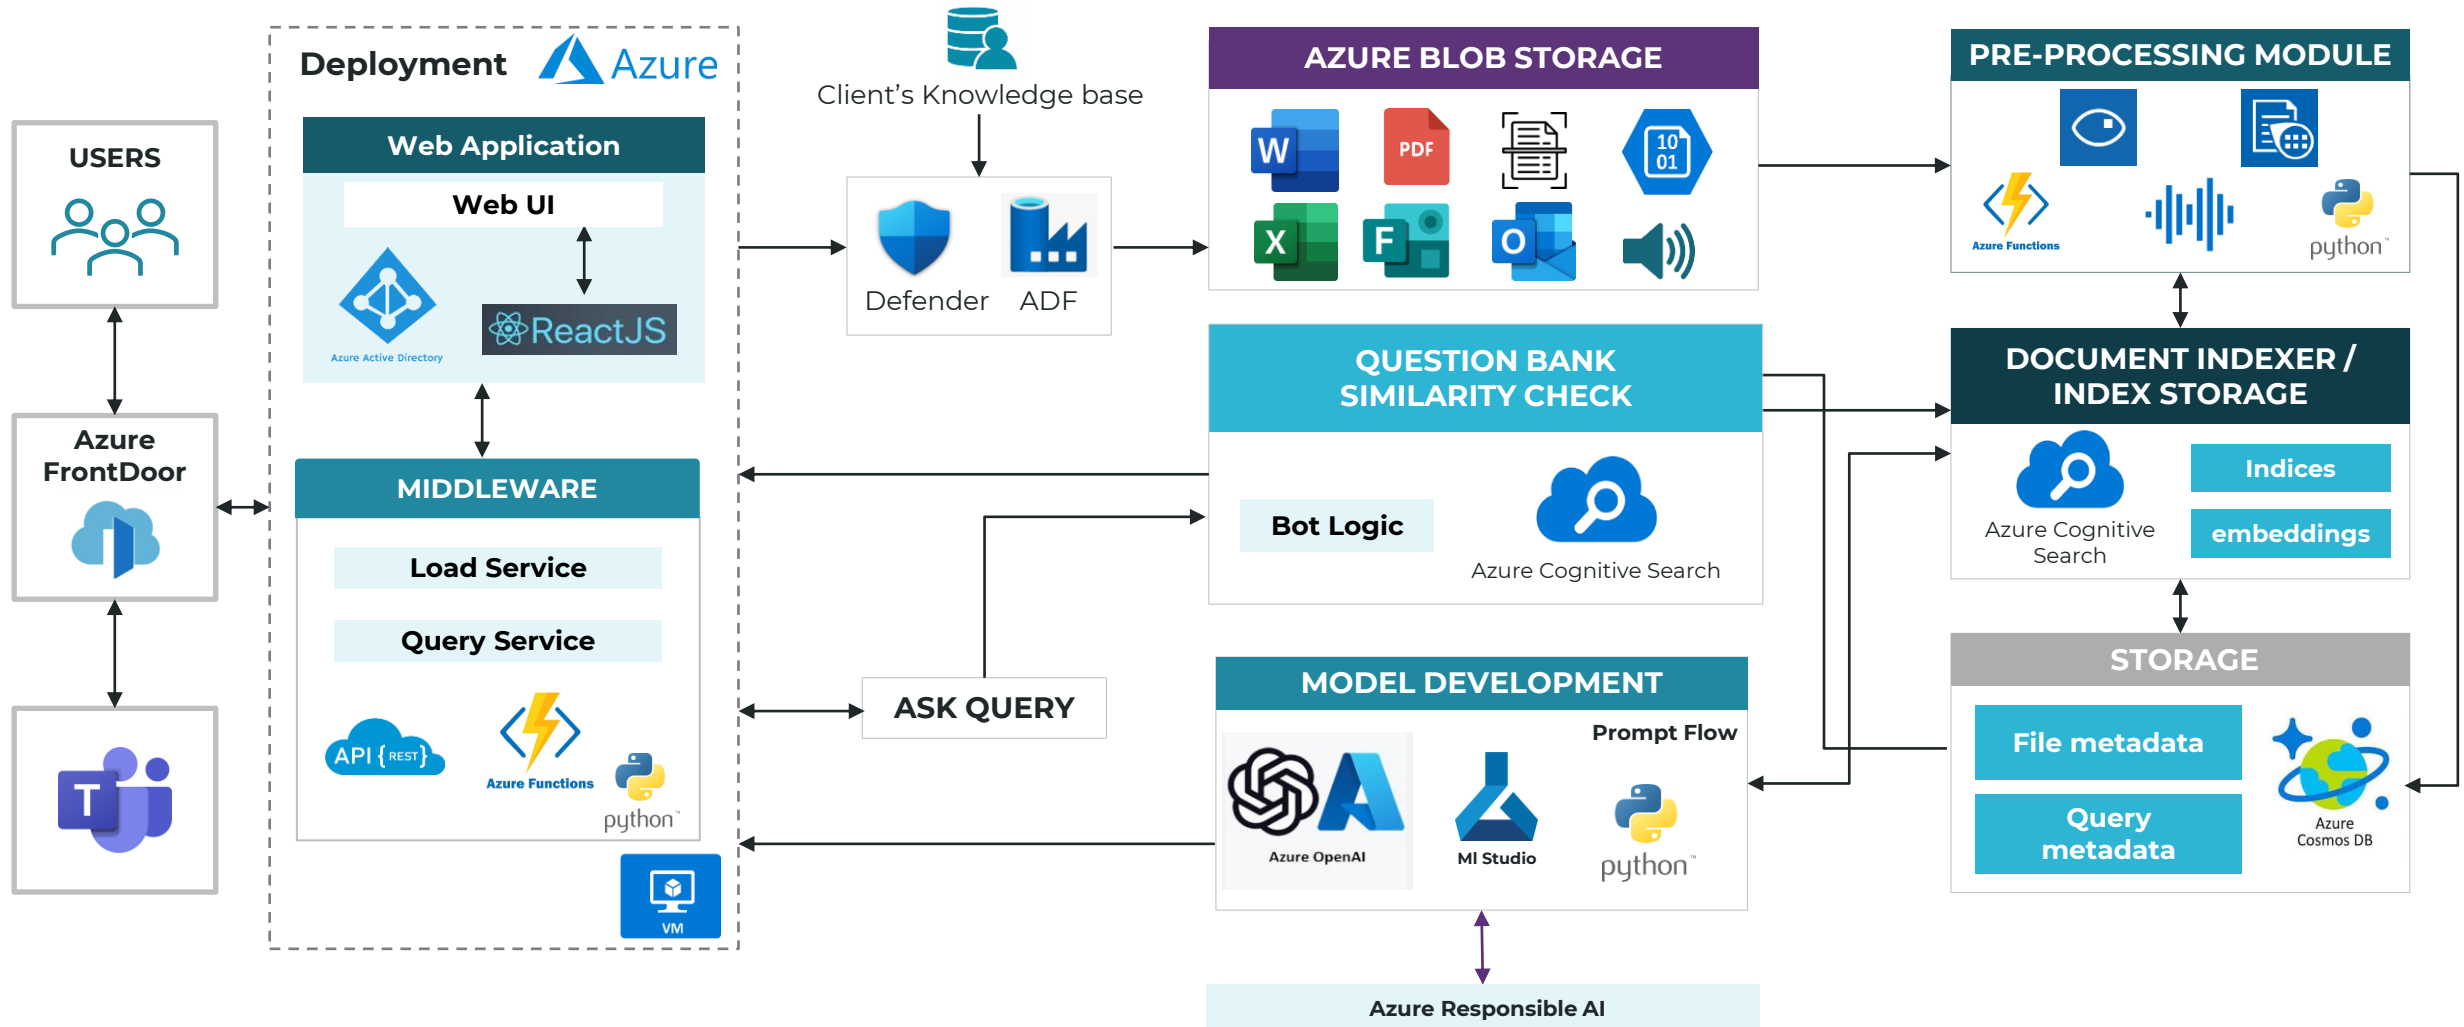 USERS
Azure
FrontDoor
T
Deployment
Azure
Web Application
Web UI
Azure Active Directory
ReactJS
MIDDLEWARE
Load Service
Query Service
API { REST }
Azure Functions
python™
VM
Client's Knowledge base
Defender
ADF
ASK QUERY
AZURE BLOB STORAGE
W
PDF
10
01
X
F
O
QUESTION BANK
SIMILARITY CHECK
Bot Logic
Azure Cognitive Search
MODEL DEVELOPMENT
Prompt Flow
Azure OpenAI
Ml Studio
python™
Azure Responsible AI
PRE-PROCESSING MODULE
Azure Functions
python™
DOCUMENT INDEXER /
INDEX STORAGE
Azure Cognitive
Search
Indices
embeddings
STORAGE
File metadata
Query
metadata
Azure
Cosmos DB